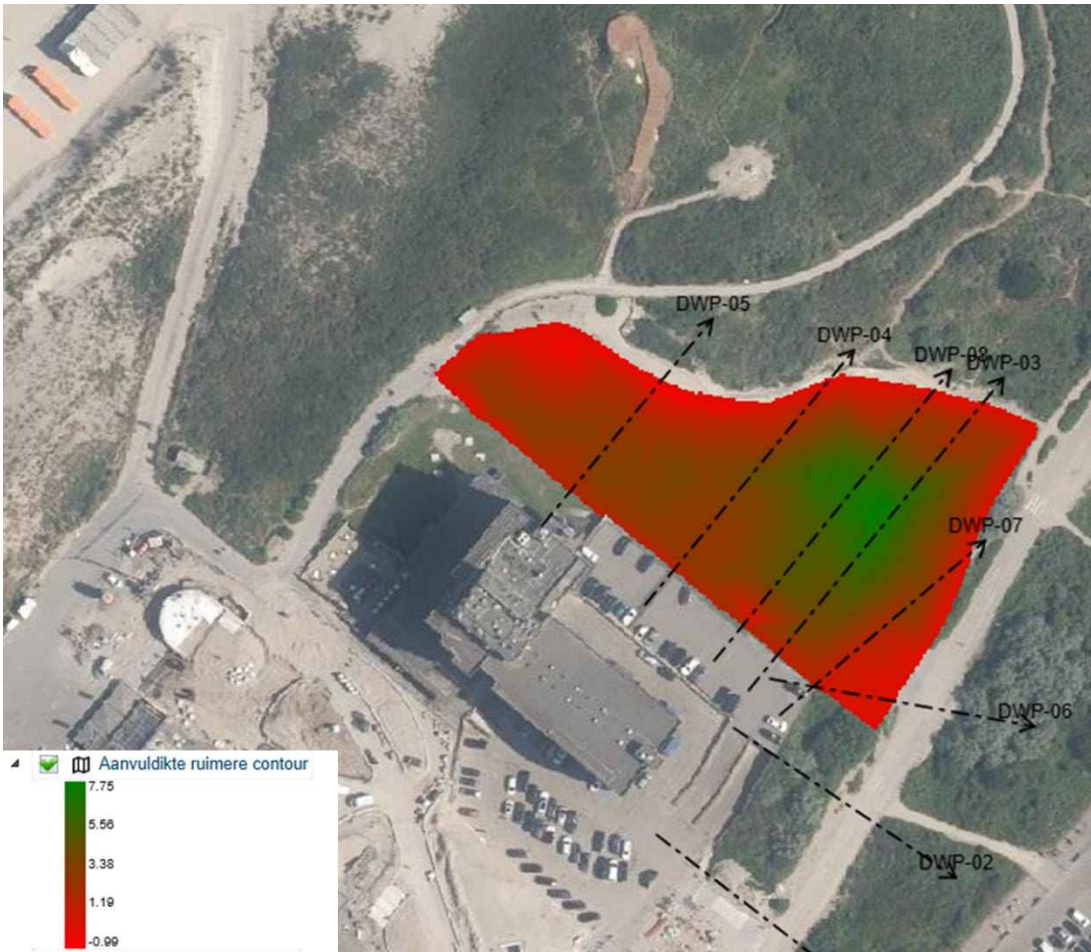 DWP-05
DWP-04
DWP-08
DWP-03
DWP-07
DWP-06
DWP-02
Aanvuldikte ruimere contour
7.75
5.56
3.38
1.19
-0.99